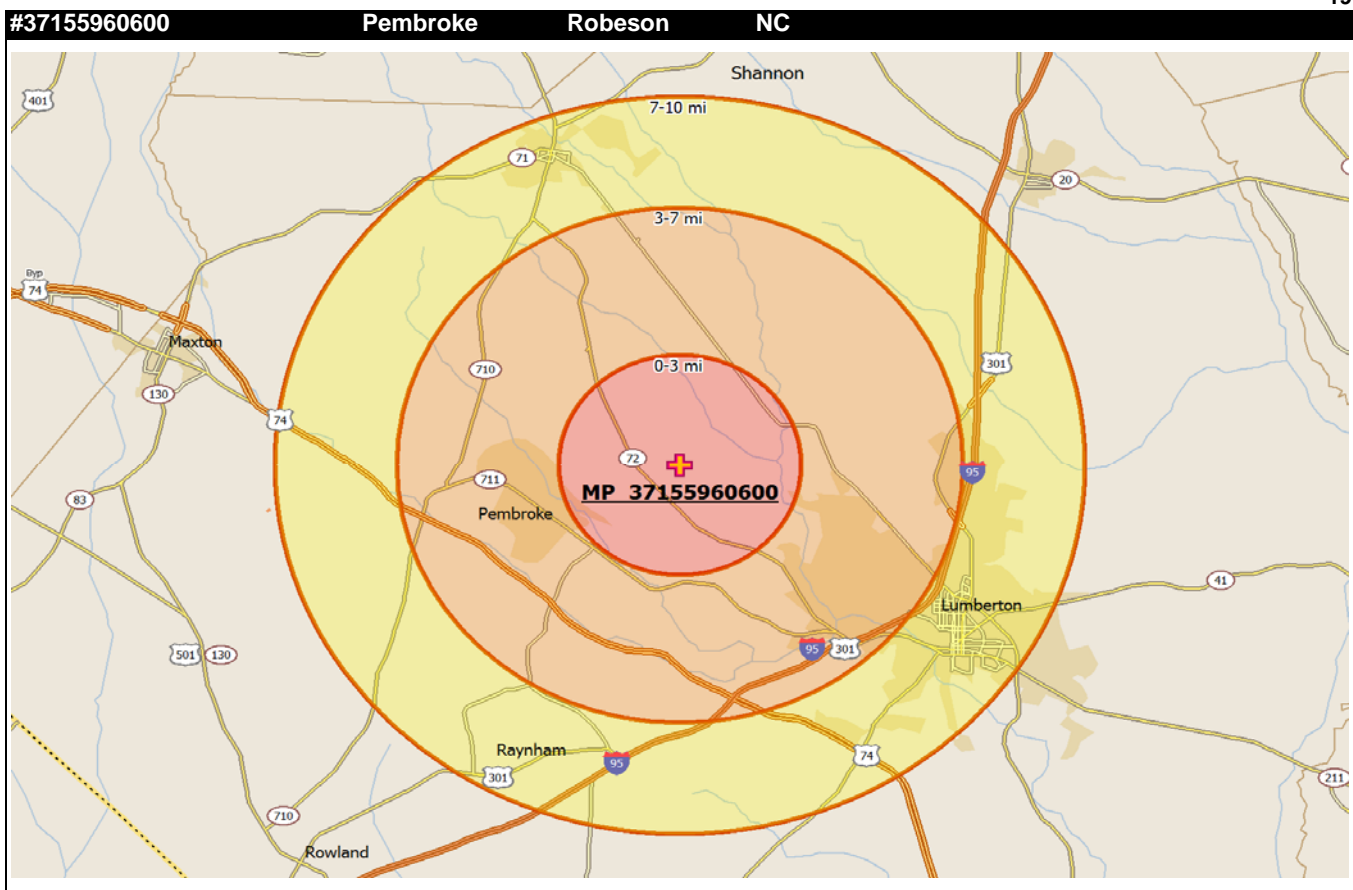 #37155960600 Pembroke Robeson NC
Shannon
401
7-10 mi
71
20
3-7 mi
Byp
74
Maxton
0-3 mi
301
710
130
74
72
95
711
MP 37155960600
83
Pembroke
41
Lumberton
95 301
501 130
Raynham
74
95
301
211
710
Rowland